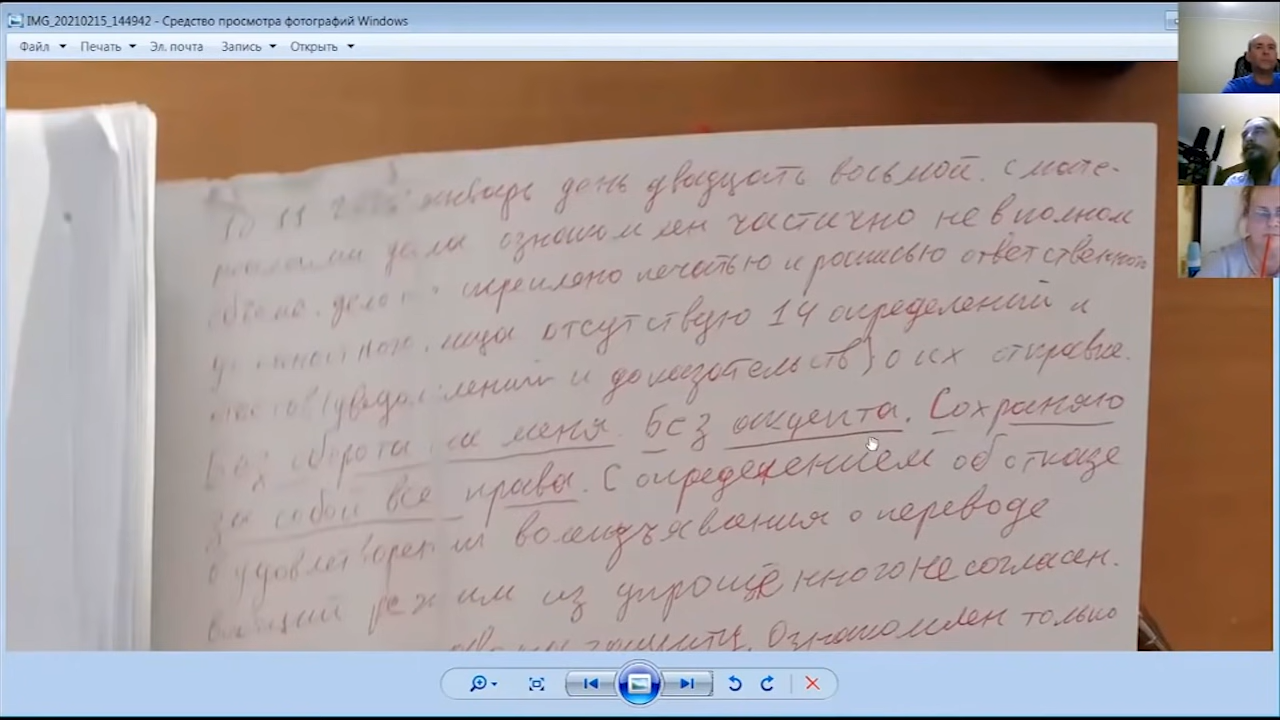 IMG_20210215_144942 - Средство просмотра фотографий Windows
Файл Печать Эл. почта Запись Открыть
январь день двадцать восьмой. с мате-
риалами дела ознакомлен частично не в полном
объёме. дело скреплено печатью и росписью ответственного
лица отсутствую 14 определений и
(уведомлений и доказательств) о их отправке.
Без оборота на меня. Без акцепта. Сохраняю
за собой все права. С определением об отказе
в удовлетворении волеизъявления о переводе
в общий режим из упрощённого не согласен.
Ознакомлен только